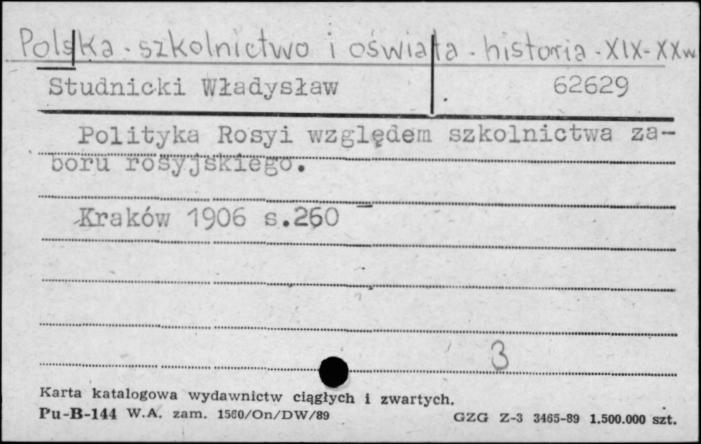 Polska - szkolnictwo i oświata - historia - XIX-XXw
Studnicki Władysław 62629
Polityka Rosyi względem szkolnictwa za-
boru rosyjskiego.
Kraków 1906 s.260
3
Karta katalogowa wydawnictw ciągłych i zwartych.
Pu-B-144 W.A. zam. 1560/On/DW/89 GZG Z-3 3465-89 1.500.000 szt.